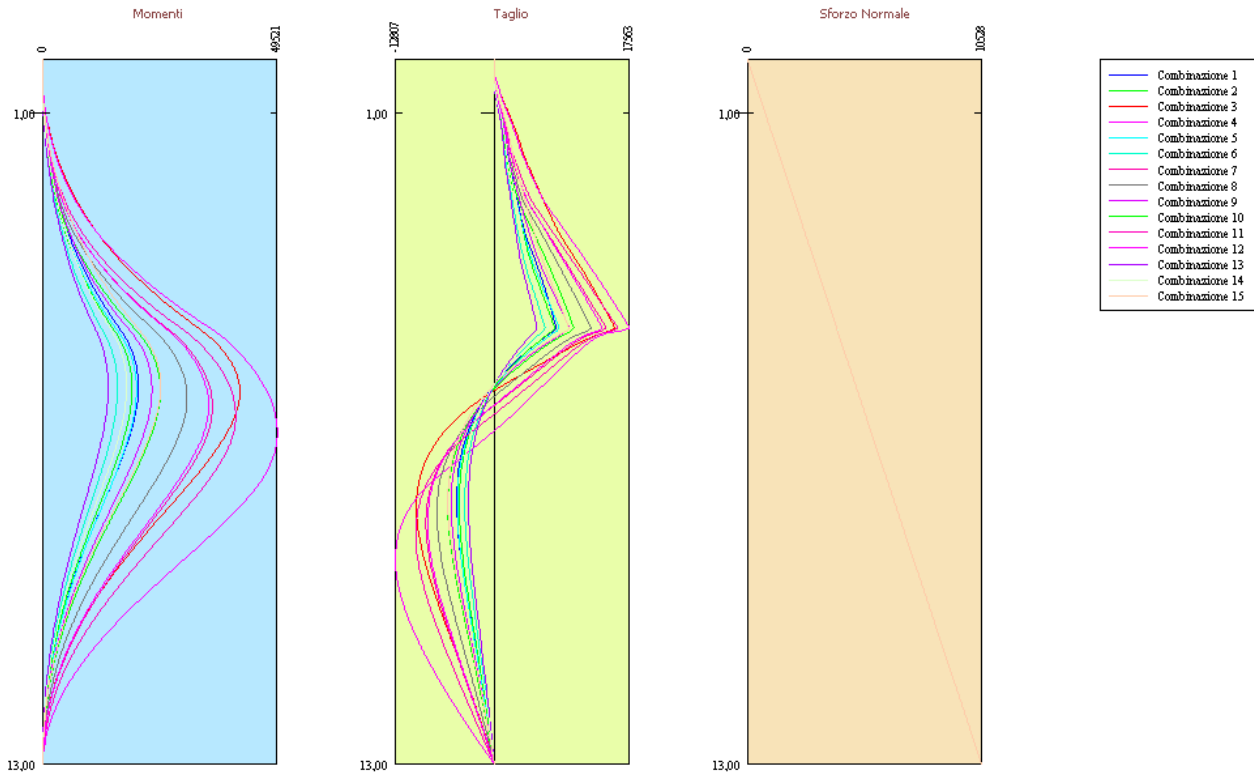 Momenti
Taglio
Sforzo Normale
0
49521
-12807
17563
0
10528
1,00
1,00
1,00
13,00
13,00
13,00
Combinazione 1
Combinazione 2
Combinazione 3
Combinazione 4
Combinazione 5
Combinazione 6
Combinazione 7
Combinazione 8
Combinazione 9
Combinazione 10
Combinazione 11
Combinazione 12
Combinazione 13
Combinazione 14
Combinazione 15